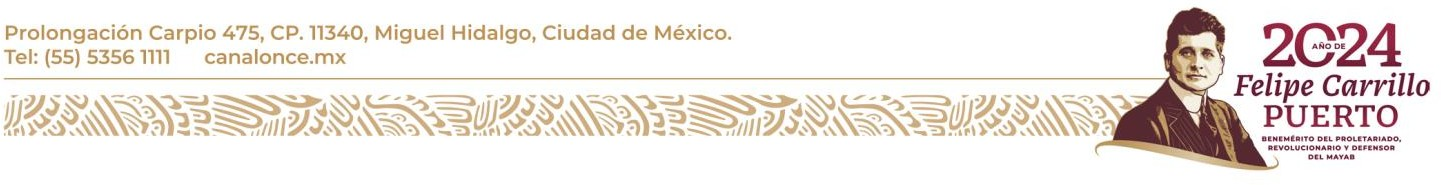 Prolongación Carpio 475, CP. 11340, Miguel Hidalgo, Ciudad de México.
Tel: (55) 5356 1111 canalonce.mx
2024
AÑO DE
Felipe Carrillo
PUERTO
BENEMÉRITO DEL PROLETARIADO,
REVOLUCIONARIO Y DEFENSOR
DEL MAYAB